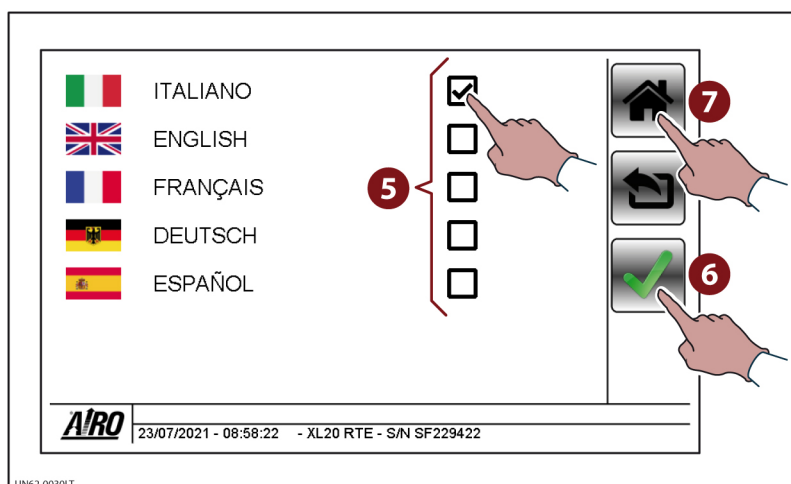 ITALIANO
ENGLISH
FRANÇAIS
DEUTSCH
ESPAÑOL
5
7
6
AIRO
23/07/2021 - 08:58:22 - XL20 RTE - S/N SF229422